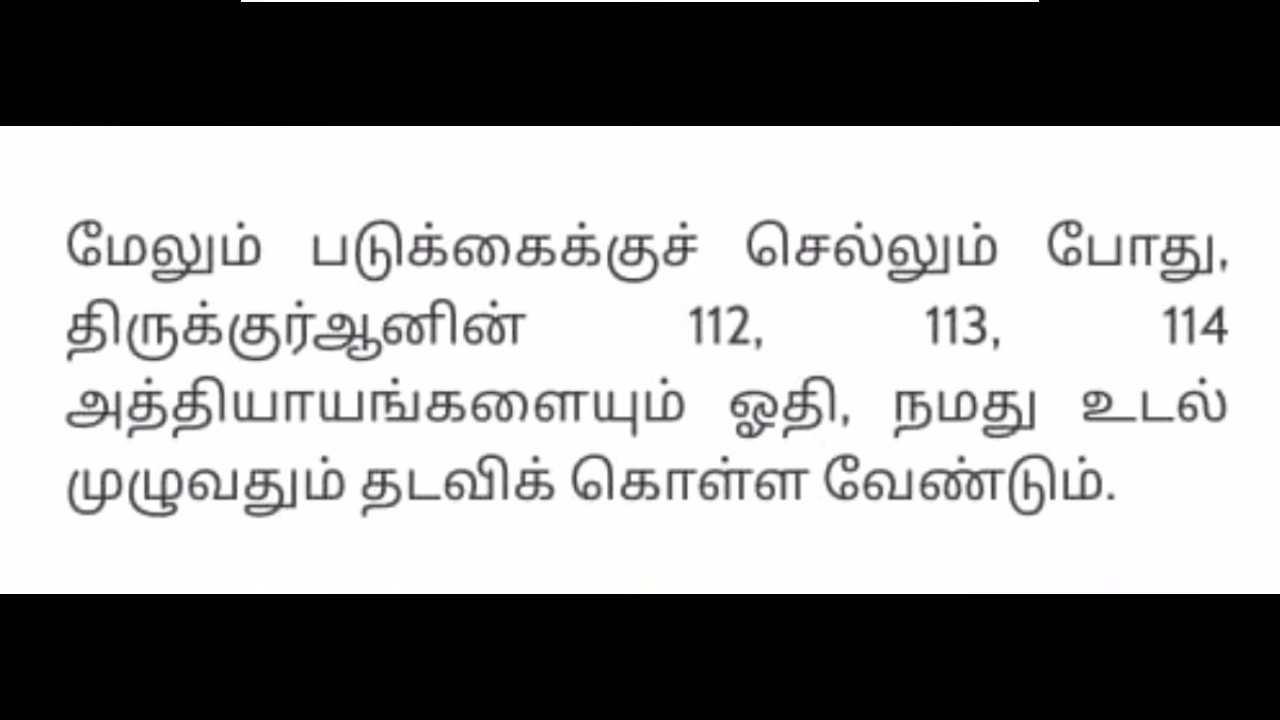 மேலும் படுக்கைக்குச் செல்லும் போது,
திருக்குர்ஆனின் 112, 113, 114
அத்தியாயங்களையும் ஓதி, நமது உடல்
முழுவதும் தடவிக் கொள்ள வேண்டும்.